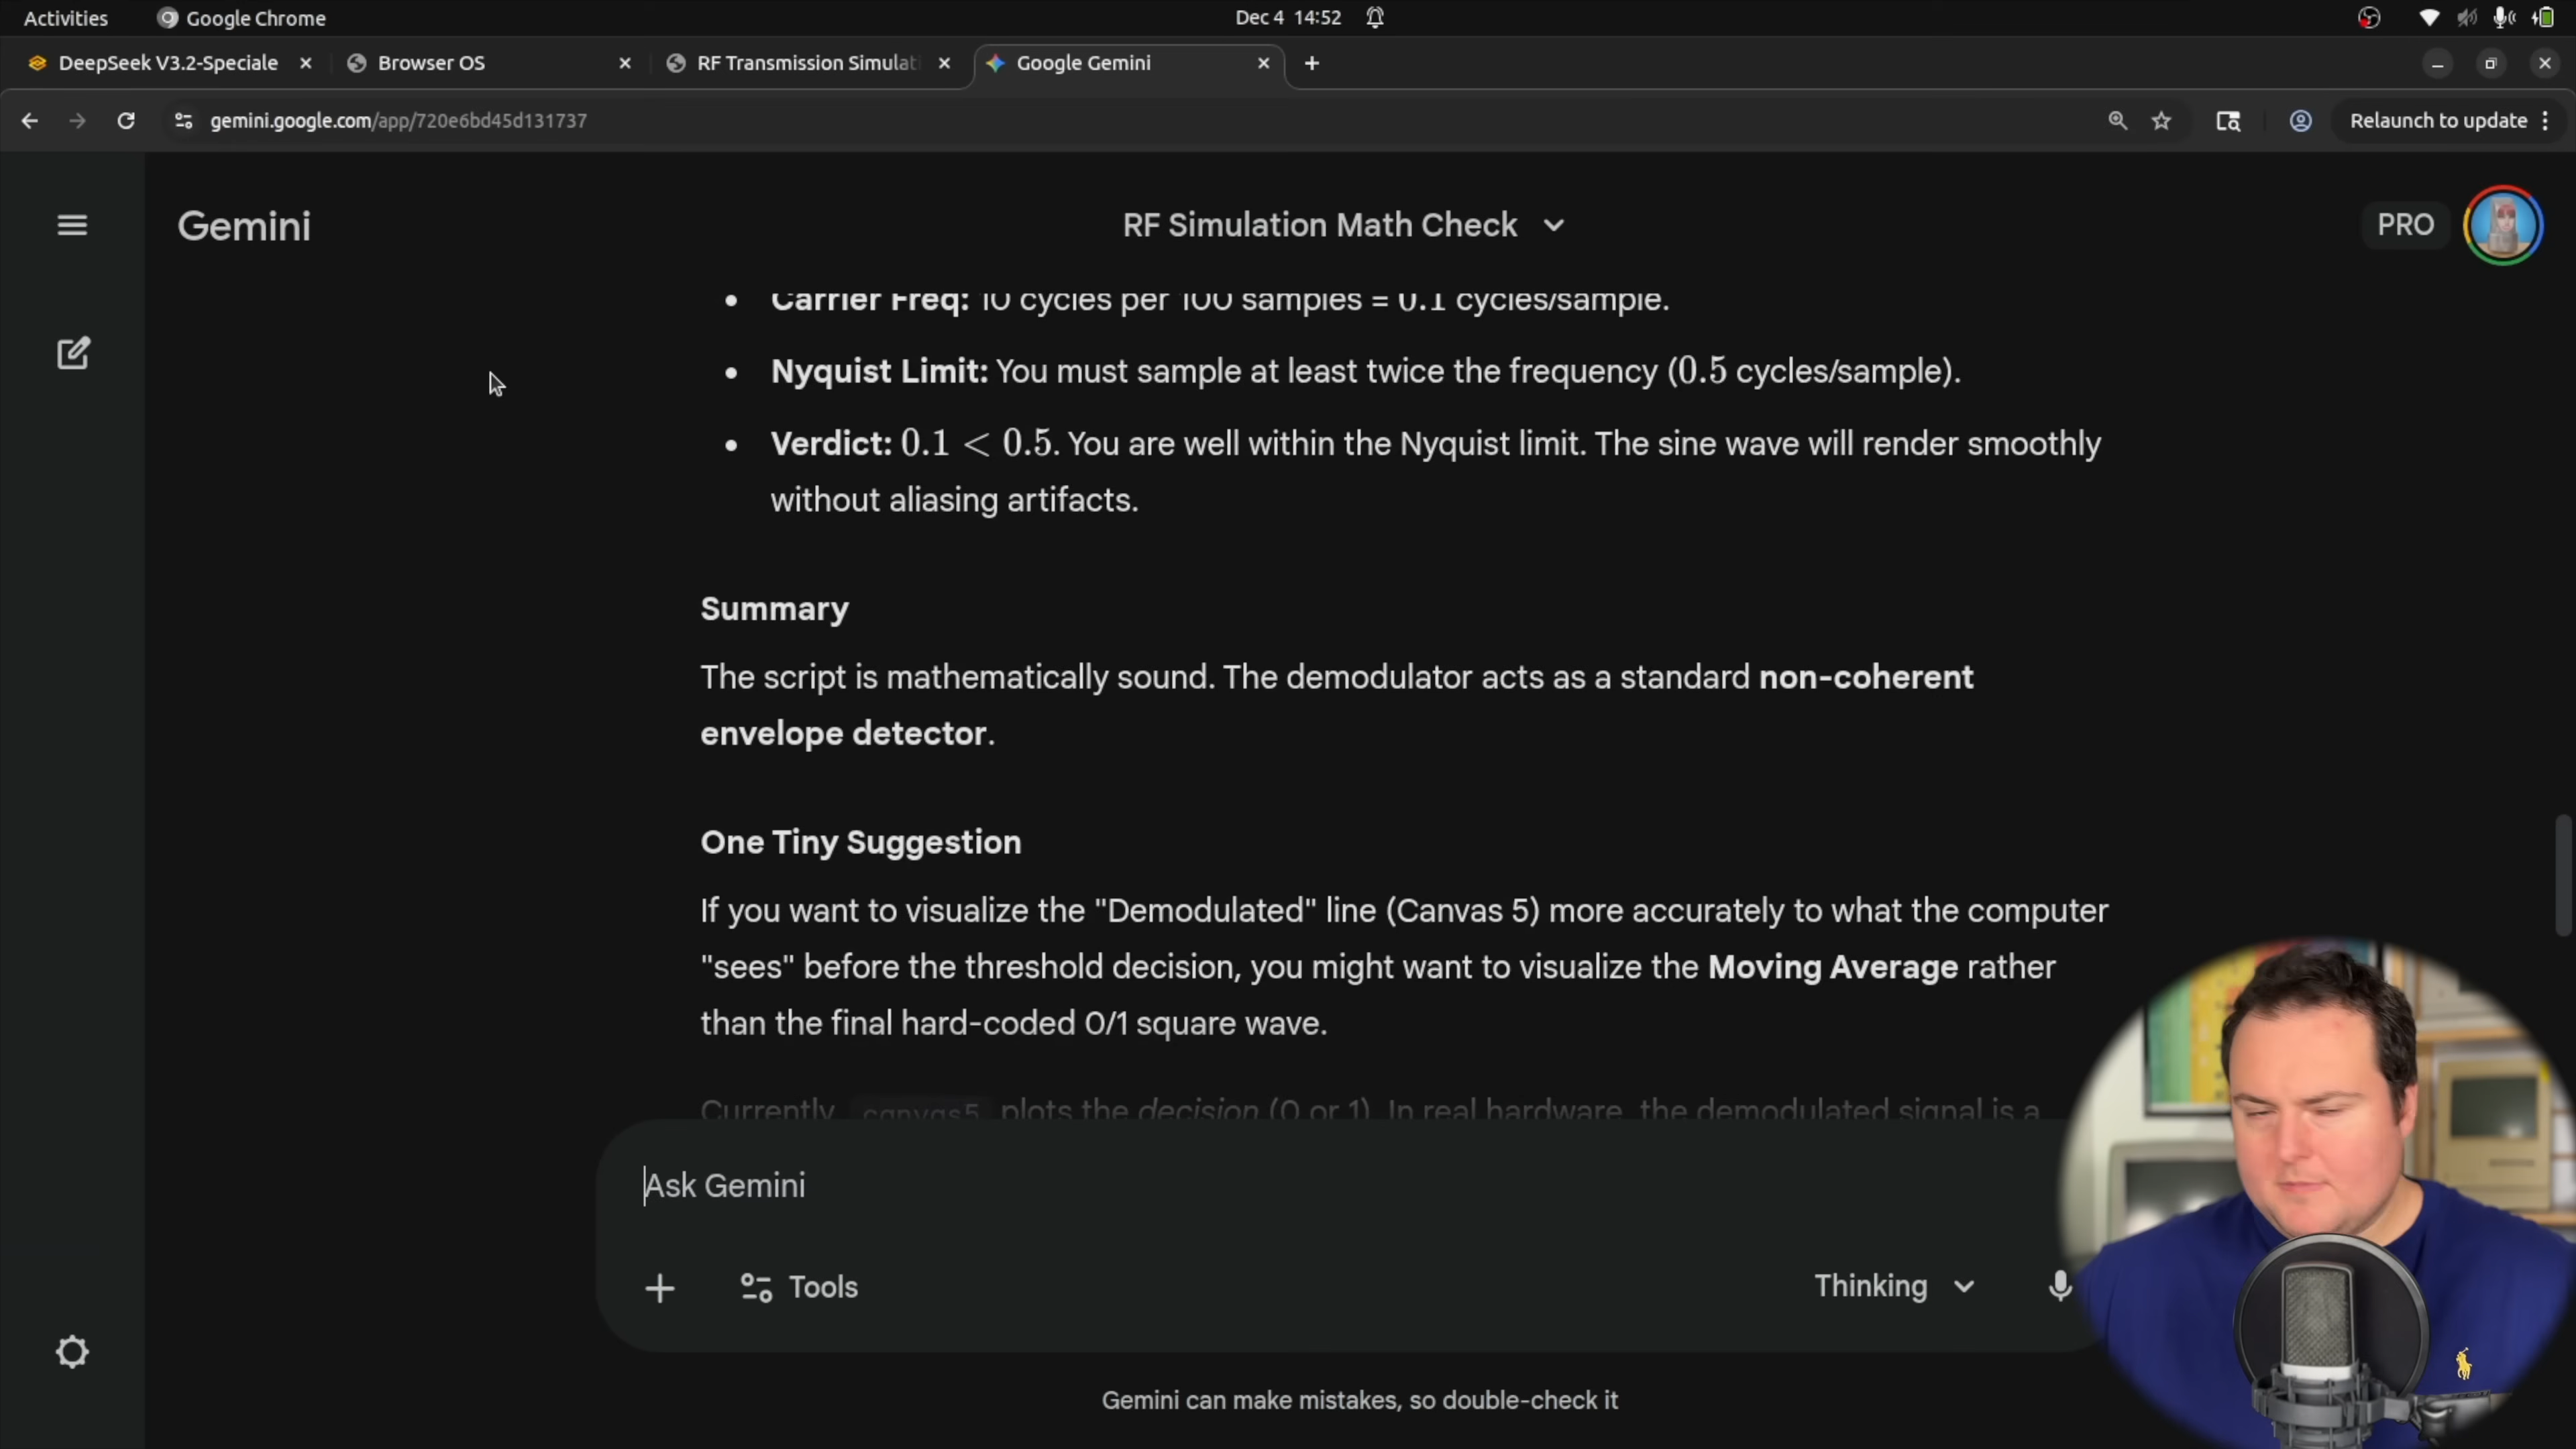 Activities
Google Chrome
Dec 4 14:52
DeepSeek V3.2-Speciale
Browser OS
RF Transmission Simulat
Google Gemini
gemini.google.com/app/720e6bd45d131737
Relaunch to update
Gemini
RF Simulation Math Check
PRO
Carrier Freq: 10 cycles per 100 samples = 0.1 cycles/sample.
Nyquist Limit: You must sample at least twice the frequency (0.5 cycles/sample).
Verdict: 0.1 < 0.5. You are well within the Nyquist limit. The sine wave will render smoothly
without aliasing artifacts.
Summary
The script is mathematically sound. The demodulator acts as a standard non-coherent
envelope detector.
One Tiny Suggestion
If you want to visualize the "Demodulated" line (Canvas 5) more accurately to what the computer
"sees" before the threshold decision, you might want to visualize the Moving Average rather
than the final hard-coded 0/1 square wave.
Currently, canvas5 plots the decision (0 or 1). In real hardware, the demodulated signal is a
Ask Gemini
Tools
Thinking
Gemini can make mistakes, so double-check it